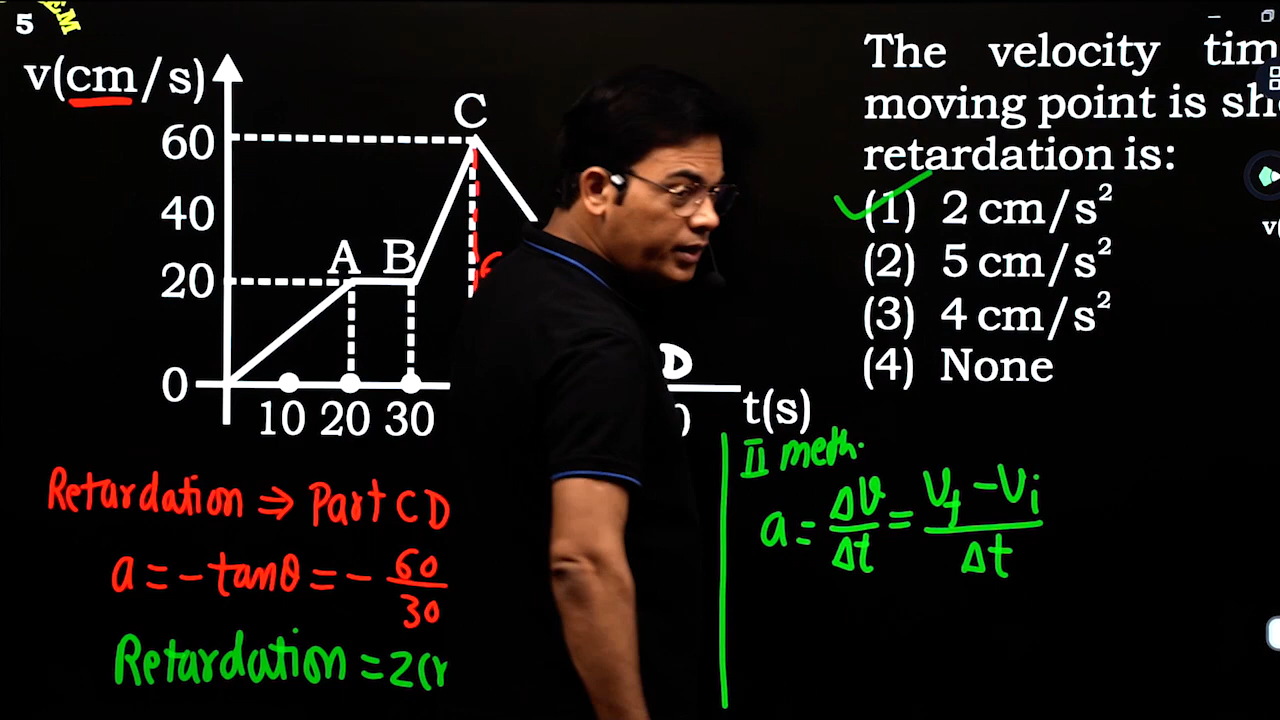 5
v(cm/s)
60
40
20
0
C
A B
D
10 20 30
t(s)
The velocity tim
moving point is sh
retardation is:
(1) 2 cm/s²
(2) 5 cm/s²
(3) 4 cm/s²
(4) None
Retardation ⇒ Part CD
a = -tanθ = - 60/30
Retardation = 2
II meth.
a = Δv/Δt = Vf - Vi/Δt